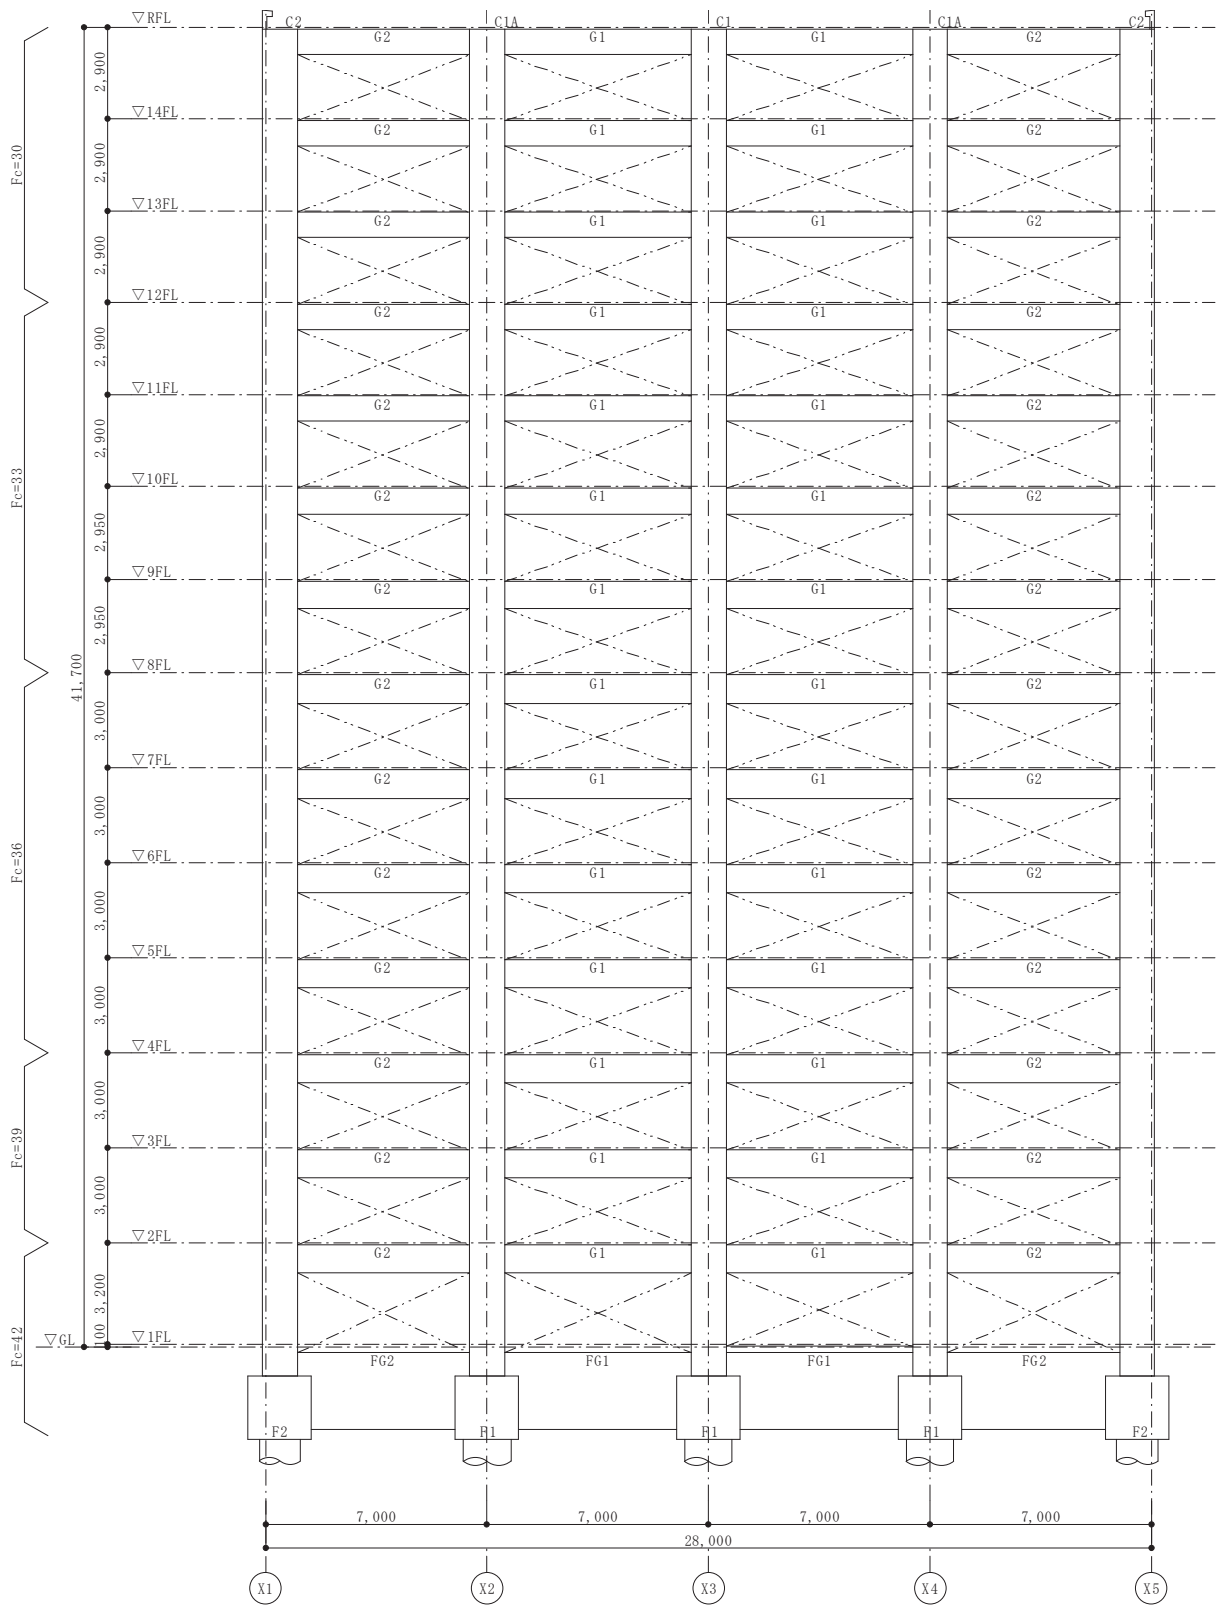 ▽RFL C2 C1A C1 C1A C2
G2 G1 G1 G2
2,900
▽14FL
G2 G1 G1 G2
Fc=30
2,900
▽13FL
G2 G1 G1 G2
2,900
▽12FL
G2 G1 G1 G2
2,900
▽11FL
G2 G1 G1 G2
2,900
Fc=33
▽10FL
G2 G1 G1 G2
2,950
▽9FL
G2 G1 G1 G2
2,950
▽8FL
41,700
G2 G1 G1 G2
3,000
▽7FL
G2 G1 G1 G2
3,000
Fc=36
▽6FL
G2 G1 G1 G2
3,000
▽5FL
G2 G1 G1 G2
3,000
▽4FL
G2 G1 G1 G2
3,000
Fc=39
▽3FL
G2 G1 G1 G2
3,000
▽2FL
G2 G1 G1 G2
3,200
Fc=42
▽GL 100 ▽1FL
FG2 FG1 FG1 FG2
F2 F1 F1 F1 F2
7,000 7,000 7,000 7,000
28,000
X1 X2 X3 X4 X5